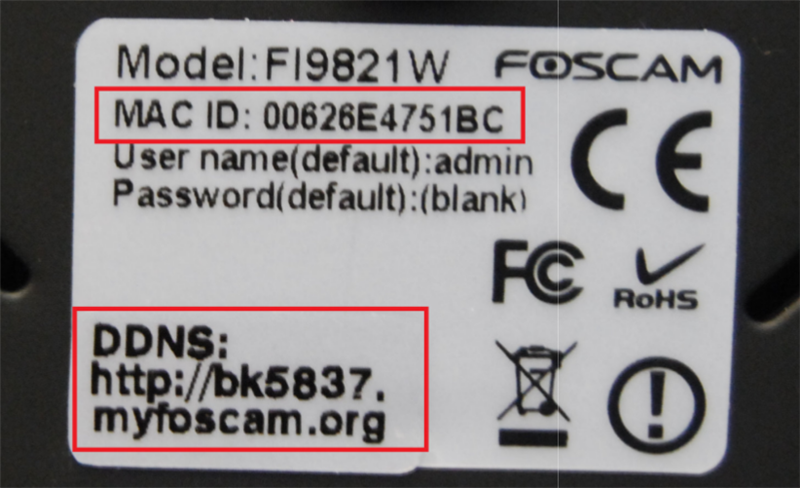 Model:FI9821W FOSCAM
MAC ID: 00626E4751BC
User name(default):admin
Password(default):(blank)
CE
FC
RoHS
DDNS:
http://bk5837.
myfoscam.org